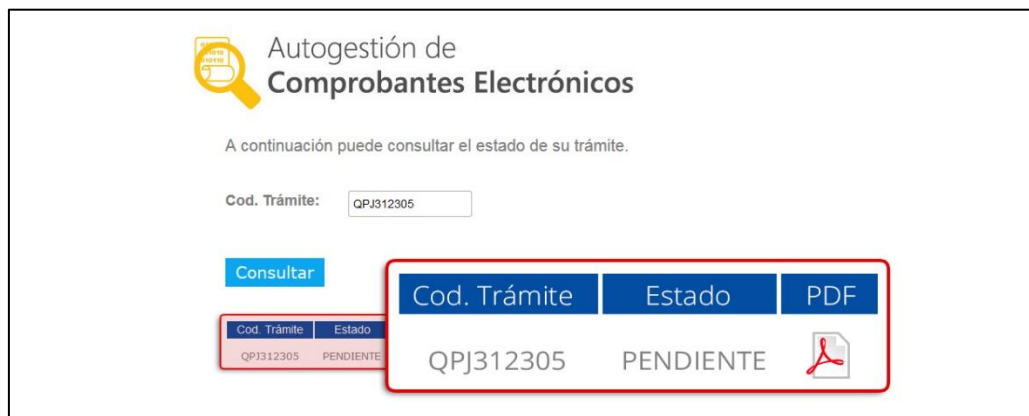 Autogestión de
Comprobantes Electrónicos
A continuación puede consultar el estado de su trámite.
Cod. Trámite: QPJ312305
Consultar
Cod. Trámite Estado
QPJ312305 PENDIENTE
Cod. Trámite Estado PDF
QPJ312305 PENDIENTE